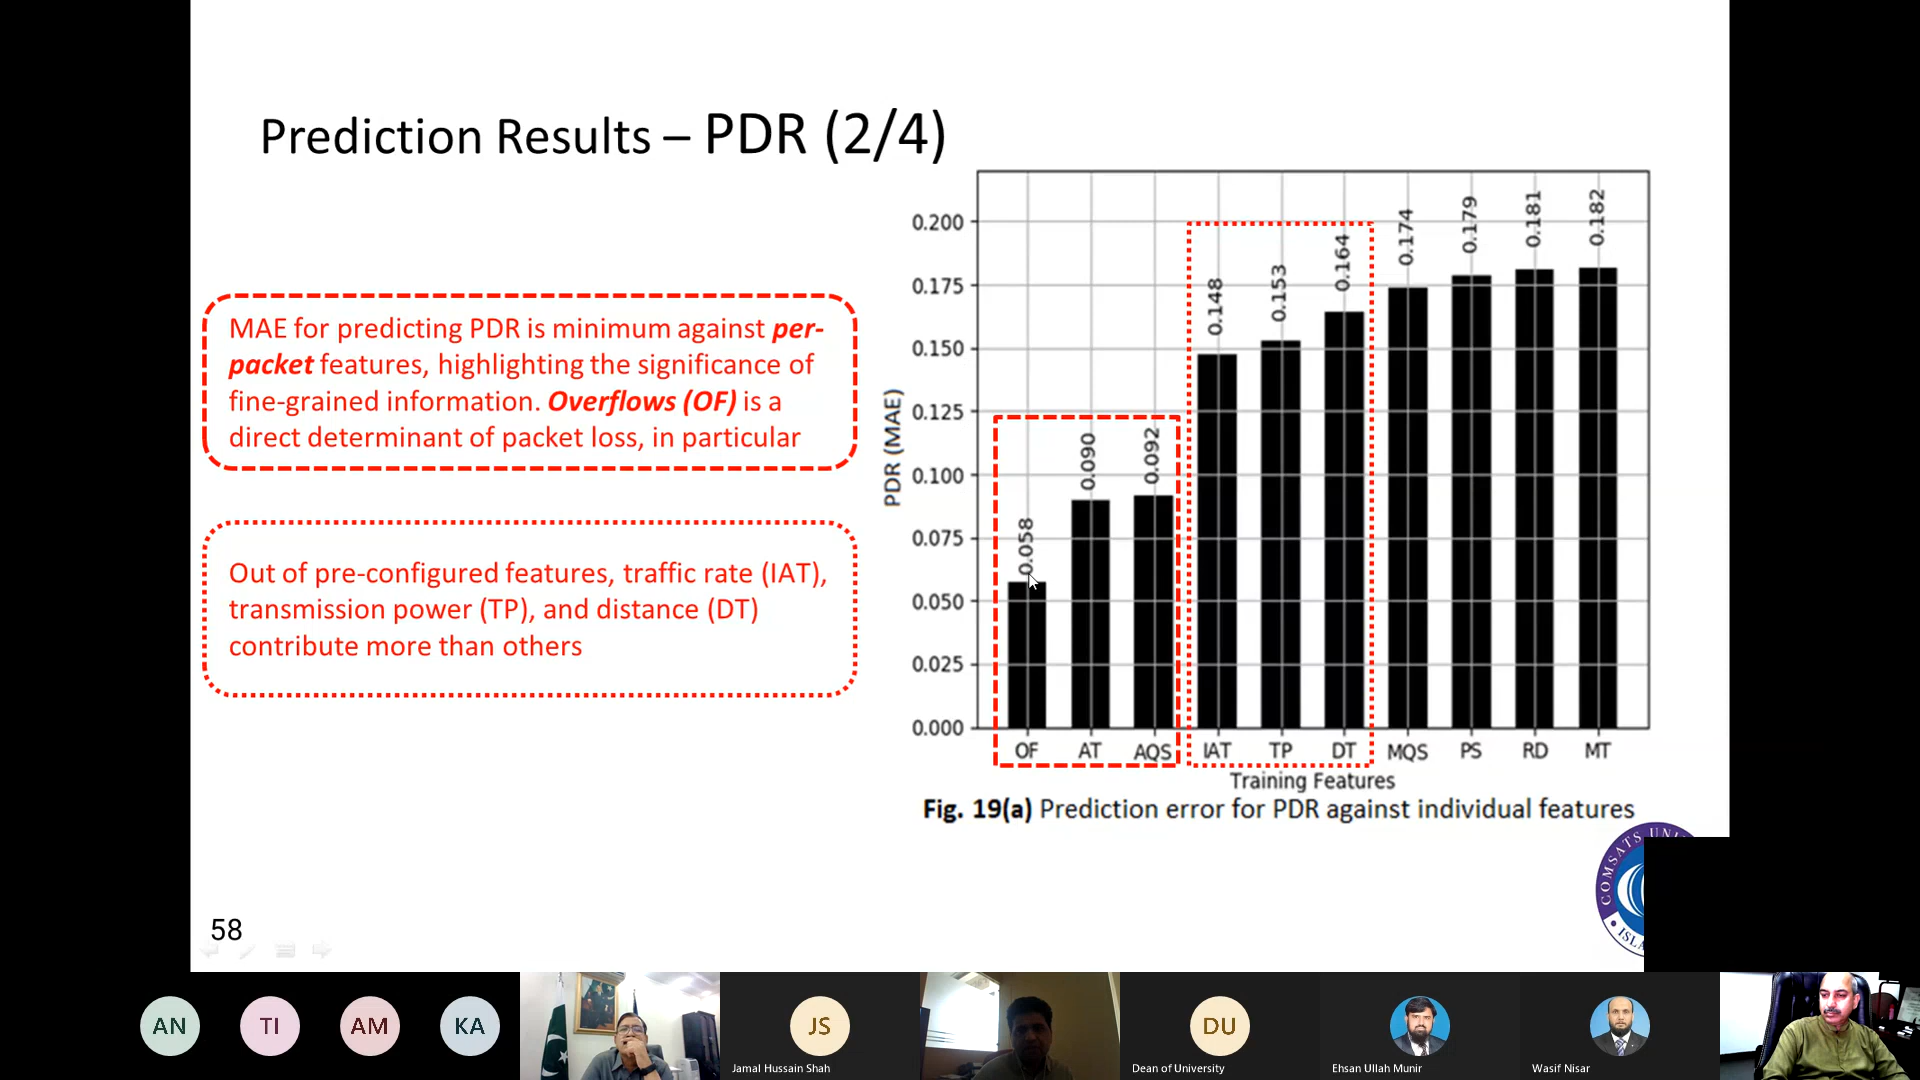 Prediction Results – PDR (2/4)
MAE for predicting PDR is minimum against per-
packet features, highlighting the significance of
fine-grained information. Overflows (OF) is a
direct determinant of packet loss, in particular
Out of pre-configured features, traffic rate (IAT),
transmission power (TP), and distance (DT)
contribute more than others
PDR (MAE)
0.200
0.175
0.150
0.125
0.100
0.075
0.050
0.025
0.000
0.058
0.090
0.092
0.148
0.153
0.164
0.174
0.179
0.181
0.182
OF AT AQS IAT TP DT MQS PS RD MT
Training Features
Fig. 19(a) Prediction error for PDR against individual features
COMSATS UNI
ISL
58
AN TI AM KA JS DU
Jamal Hussain Shah
Dean of University
Ehsan Ullah Munir
Wasif Nisar